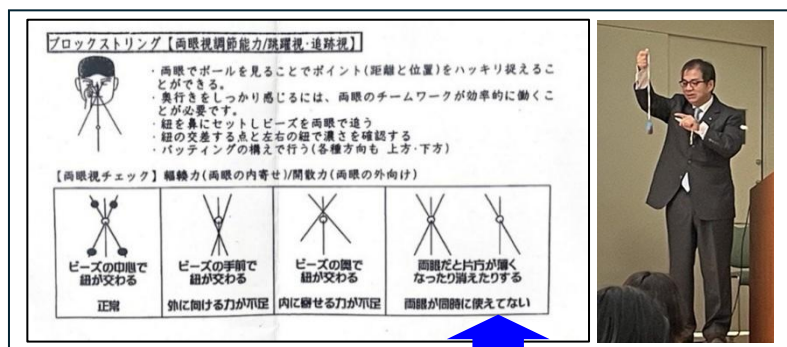 ブロックストリング【両眼視調節能力/跳躍視·追跡視】
・両眼でボールを見ることでポイント(距離と位置)をハッキリ捉えるこ
とができる。
・奥行きをしっかり感じるには、両眼のチームワークが効率的に働くこ
とが必要です。
・紐を鼻にセットしビーズを両眼で追う
・紐の交差する点と左右の紐で濃さを確認する
・バッティングの構えで行う(各種方向も 上方·下方)
【両眼視チェック】輻輳力(両眼の内寄せ)/開散力(両眼の外向け)
ビーズの中心で
紐が交わる
正常
ビーズの手前で
紐が交わる
外に向ける力が不足
ビーズの奥で
紐が交わる
内に寄せる力が不足
両眼だと片方が薄く
なったり消えたりする
両眼が同時に使えてない